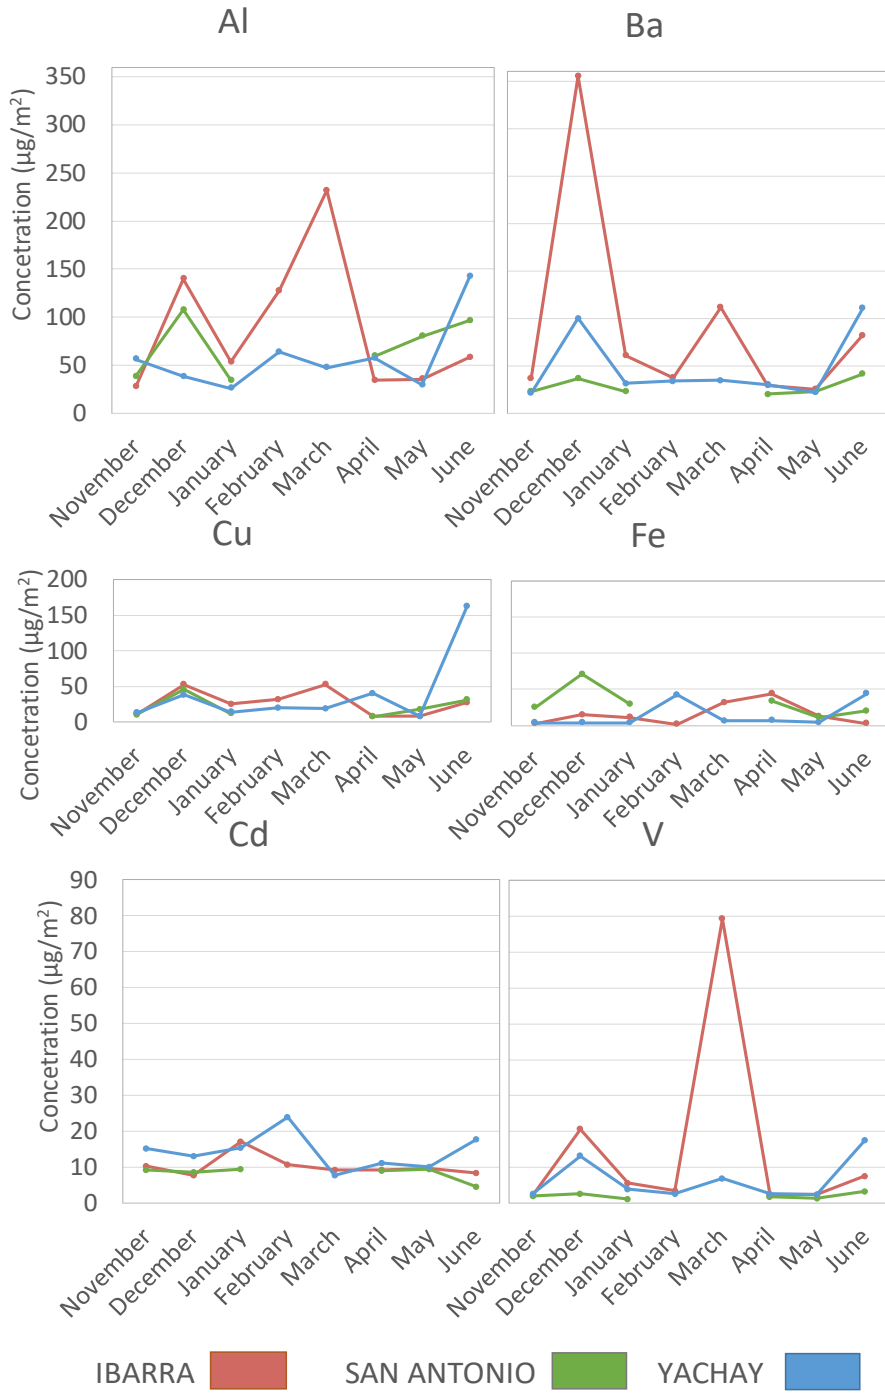 Al
Ba
Concetration (µg/m²)
350
300
250
200
150
100
50
0
November
December
January
February
March
April
May
June
November
December
January
February
March
April
May
June
Cu
Fe
Concetration (µg/m²)
200
150
100
50
0
November
December
January
February
March
April
May
June
November
December
January
February
March
April
May
June
Cd
V
Concetration (µg/m²)
90
80
70
60
50
40
30
20
10
0
November
December
January
February
March
April
May
June
November
December
January
February
March
April
May
June
IBARRA SAN ANTONIO YACHAY